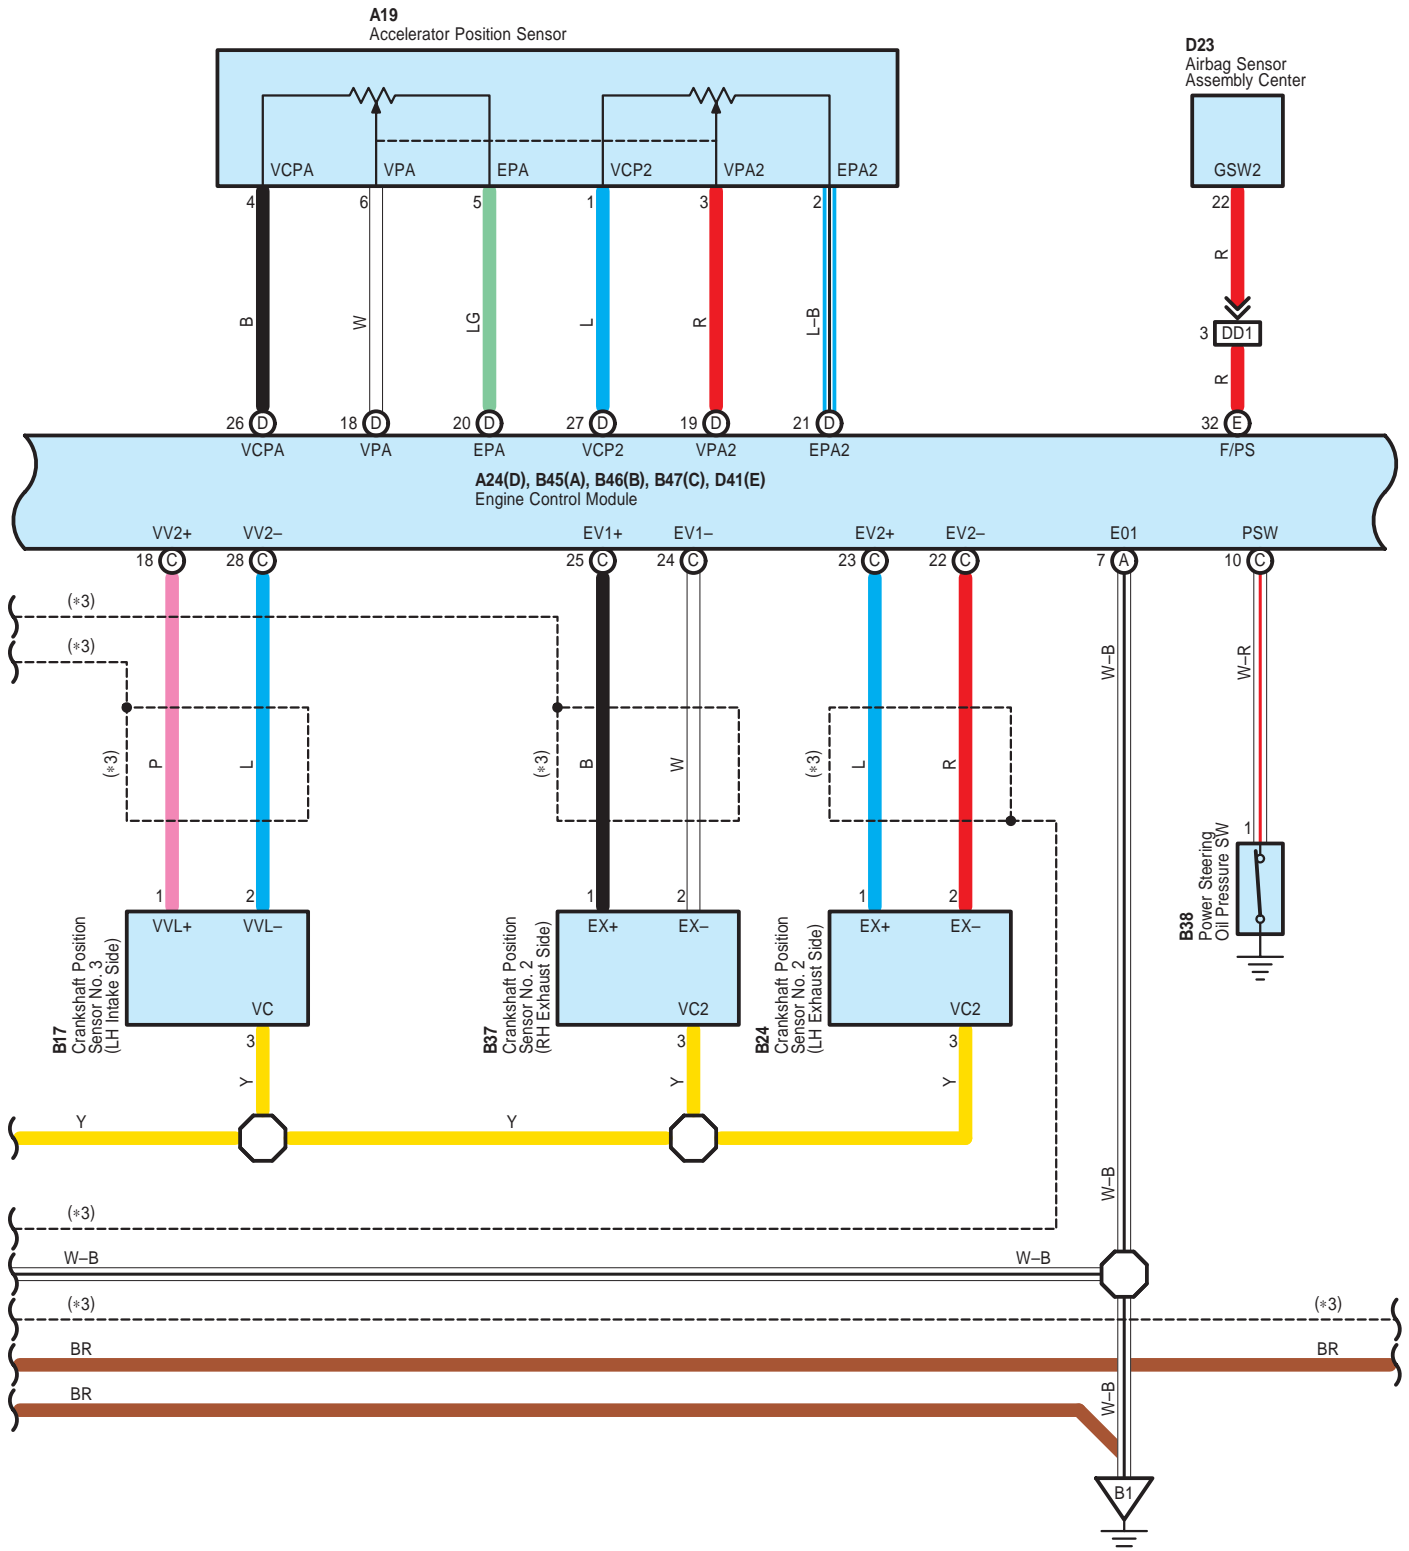 A19
Accelerator Position Sensor
D23
Airbag Sensor
Assembly Center
VCPA VPA EPA VCP2 VPA2 EPA2 GSW2
4 6 5 1 3 2 22
R
B W LG L R L–B
3 DD1
R
26 D 18 D 20 D 27 D 19 D 21 D 32 E
VCPA VPA EPA VCP2 VPA2 EPA2 F/PS
A24(D), B45(A), B46(B), B47(C), D41(E)
Engine Control Module
VV2+ VV2– EV1+ EV1– EV2+ EV2– E01 PSW
18 C 28 C 25 C 24 C 23 C 22 C 7 A 10 C
(*3)
(*3)
W–B W–R
(*3) P L (*3) B W (*3) L R
1
B38
Power Steering
Oil Pressure SW
1 2 1 2 1 2
VVL+ VVL– EX+ EX– EX+ EX–
VC VC2 VC2
B17
Crankshaft Position
Sensor No. 3
(LH Intake Side)
B37
Crankshaft Position
Sensor No. 2
(RH Exhaust Side)
B24
Crankshaft Position
Sensor No. 2
(LH Exhaust Side)
3 3 3
Y Y Y
Y Y
W–B
(*3)
W–B W–B
(*3) (*3)
BR BR
BR
W–B
B1